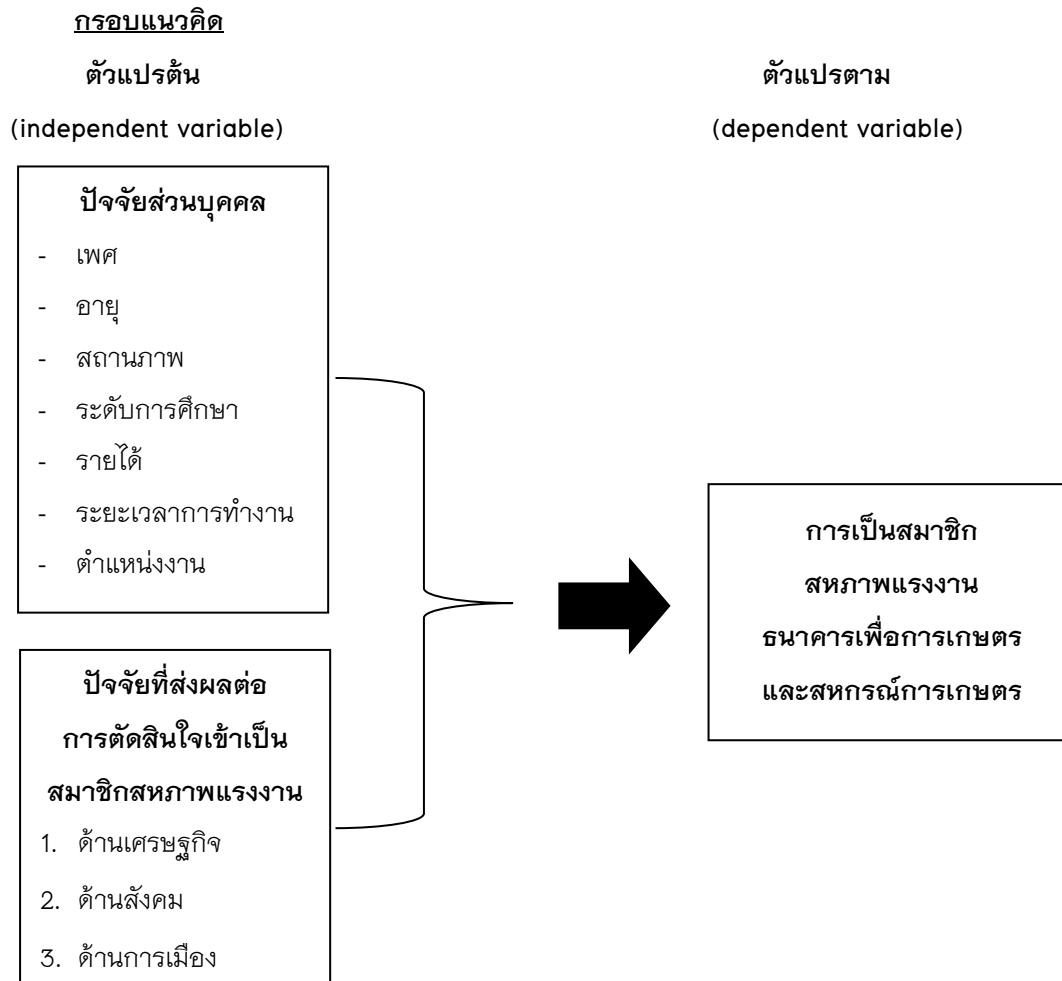 กรอบแนวคิด
ตัวแปรต้น
(independent variable)
ตัวแปรตาม
(dependent variable)
ปัจจัยส่วนบุคคล
- เพศ
- อายุ
- สถานภาพ
- ระดับการศึกษา
- รายได้
- ระยะเวลาการทำงาน
- ตำแหน่งงาน
ปัจจัยที่ส่งผลต่อ
การตัดสินใจเข้าเป็น
สมาชิกสหภาพแรงงาน
1. ด้านเศรษฐกิจ
2. ด้านสังคม
3. ด้านการเมือง
การเป็นสมาชิก
สหภาพแรงงาน
ธนาคารเพื่อการเกษตร
และสหกรณ์การเกษตร